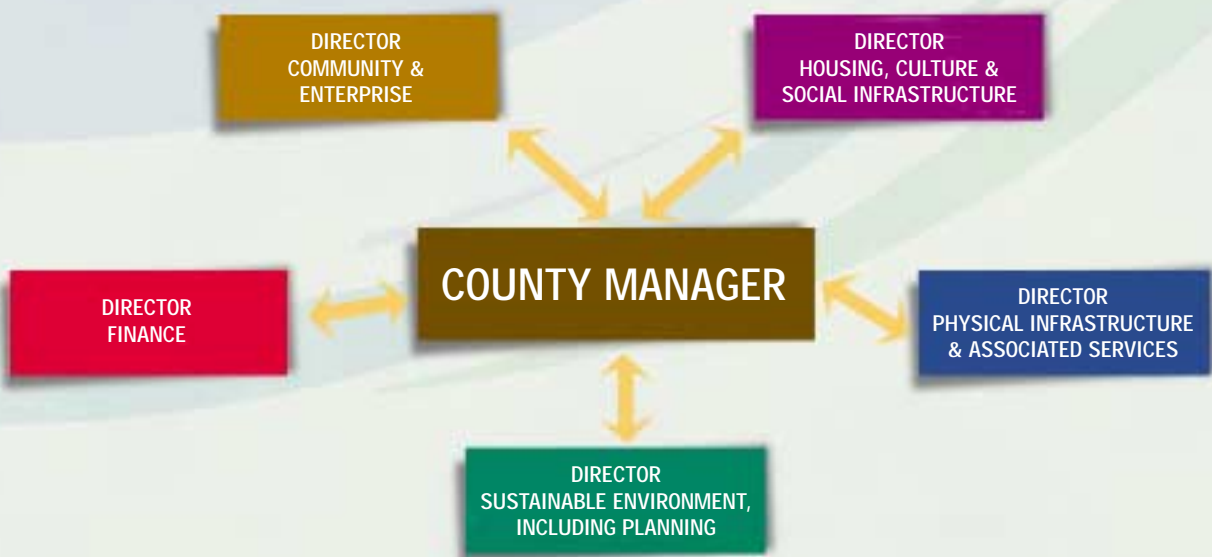 DIRECTOR
COMMUNITY &
ENTERPRISE
DIRECTOR
HOUSING, CULTURE &
SOCIAL INFRASTRUCTURE
COUNTY MANAGER
DIRECTOR
FINANCE
DIRECTOR
PHYSICAL INFRASTRUCTURE
& ASSOCIATED SERVICES
DIRECTOR
SUSTAINABLE ENVIRONMENT,
INCLUDING PLANNING